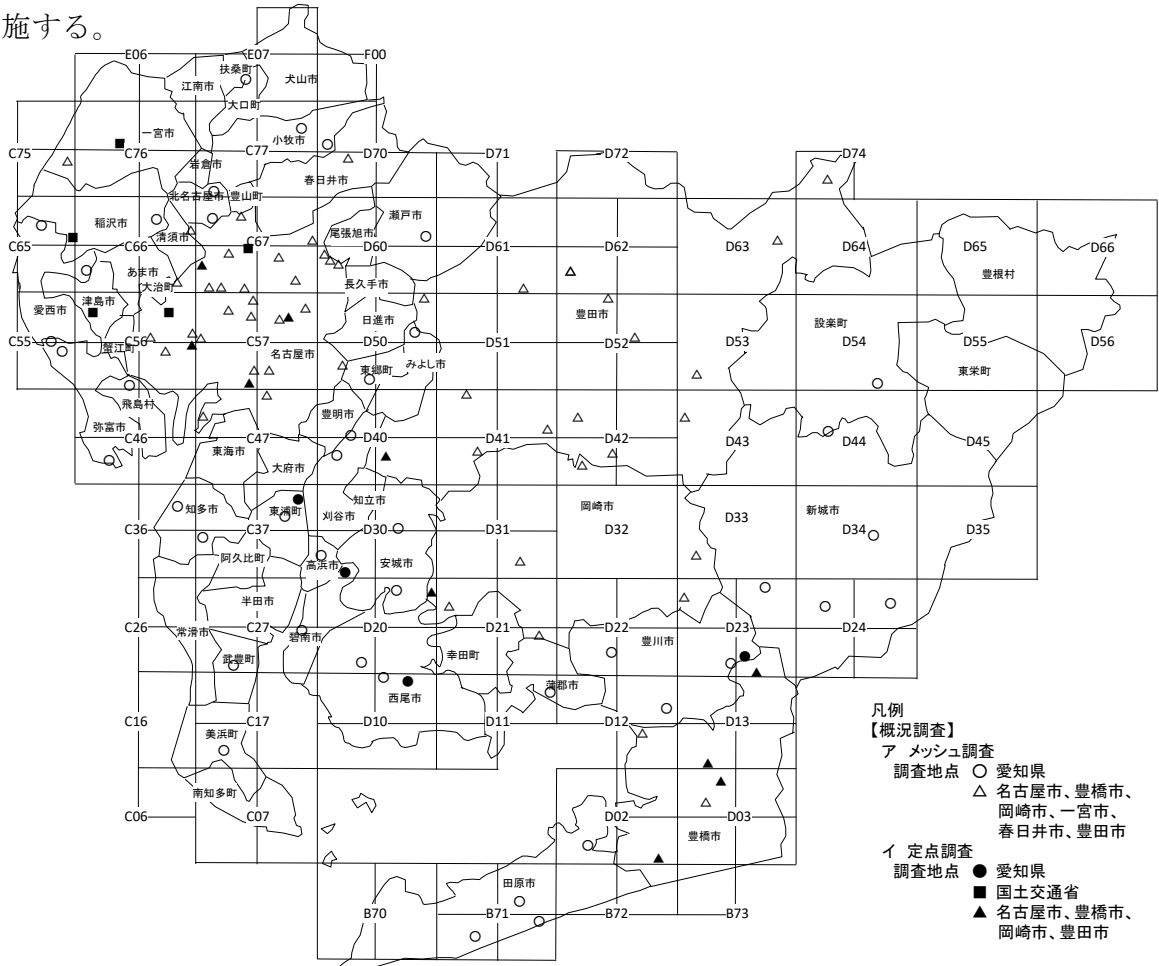 施する。
E06 E07 F00
扶桑町
江南市
犬山市
大口町
一宮市
小牧市
C75 C76 C77 D70 D71 D72 D74
岩倉市
春日井市
北名古屋市
豊山町
稲沢市
瀬戸市
清須市
尾張旭市
C65 C66 C67 D60 D61 D62 D63 D64 D65 D66
あま市
大治町
長久手市
豊根村
愛西市
津島市
日進市
豊田市
設楽町
C55 C56 C57 D50 D51 D52 D53 D54 D55 D56
蟹江町
名古屋市
みよし市
東郷町
東栄町
飛島村
弥富市
豊明市
C46 C47 D40 D41 D42 D43 D44 D45
東海市
大府市
知多市
東浦町
刈谷市
知立市
岡崎市
新城市
C36 C37 D30 D31 D32 D33 D34 D35
阿久比町
高浜市
安城市
半田市
C26 C27 D20 D21 D22 D23 D24
常滑市
碧南市
豊川市
武豊町
幸田町
西尾市
蒲郡市
C16 C17 D10 D11 D12 D13
美浜町
南知多町
C06 C07 D02 D03
豊橋市
田原市
B70 B71 B72 B73
凡例
【概況調査】
ア メッシュ調査
調査地点 ○ 愛知県
△ 名古屋市、豊橋市、
岡崎市、一宮市、
春日井市、豊田市
イ 定点調査
調査地点 ● 愛知県
■ 国土交通省
▲ 名古屋市、豊橋市、
岡崎市、豊田市